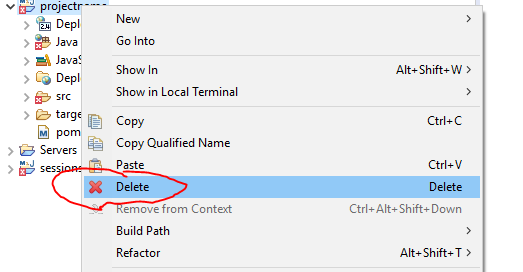 projectname
Depl
Java
JavaS
Depl
src
targe
pom
Servers
sessions
New
Go Into
Show In Alt+Shift+W
Show in Local Terminal
Copy Ctrl+C
Copy Qualified Name
Paste Ctrl+V
Delete Delete
Remove from Context Ctrl+Alt+Shift+Down
Build Path
Refactor Alt+Shift+T